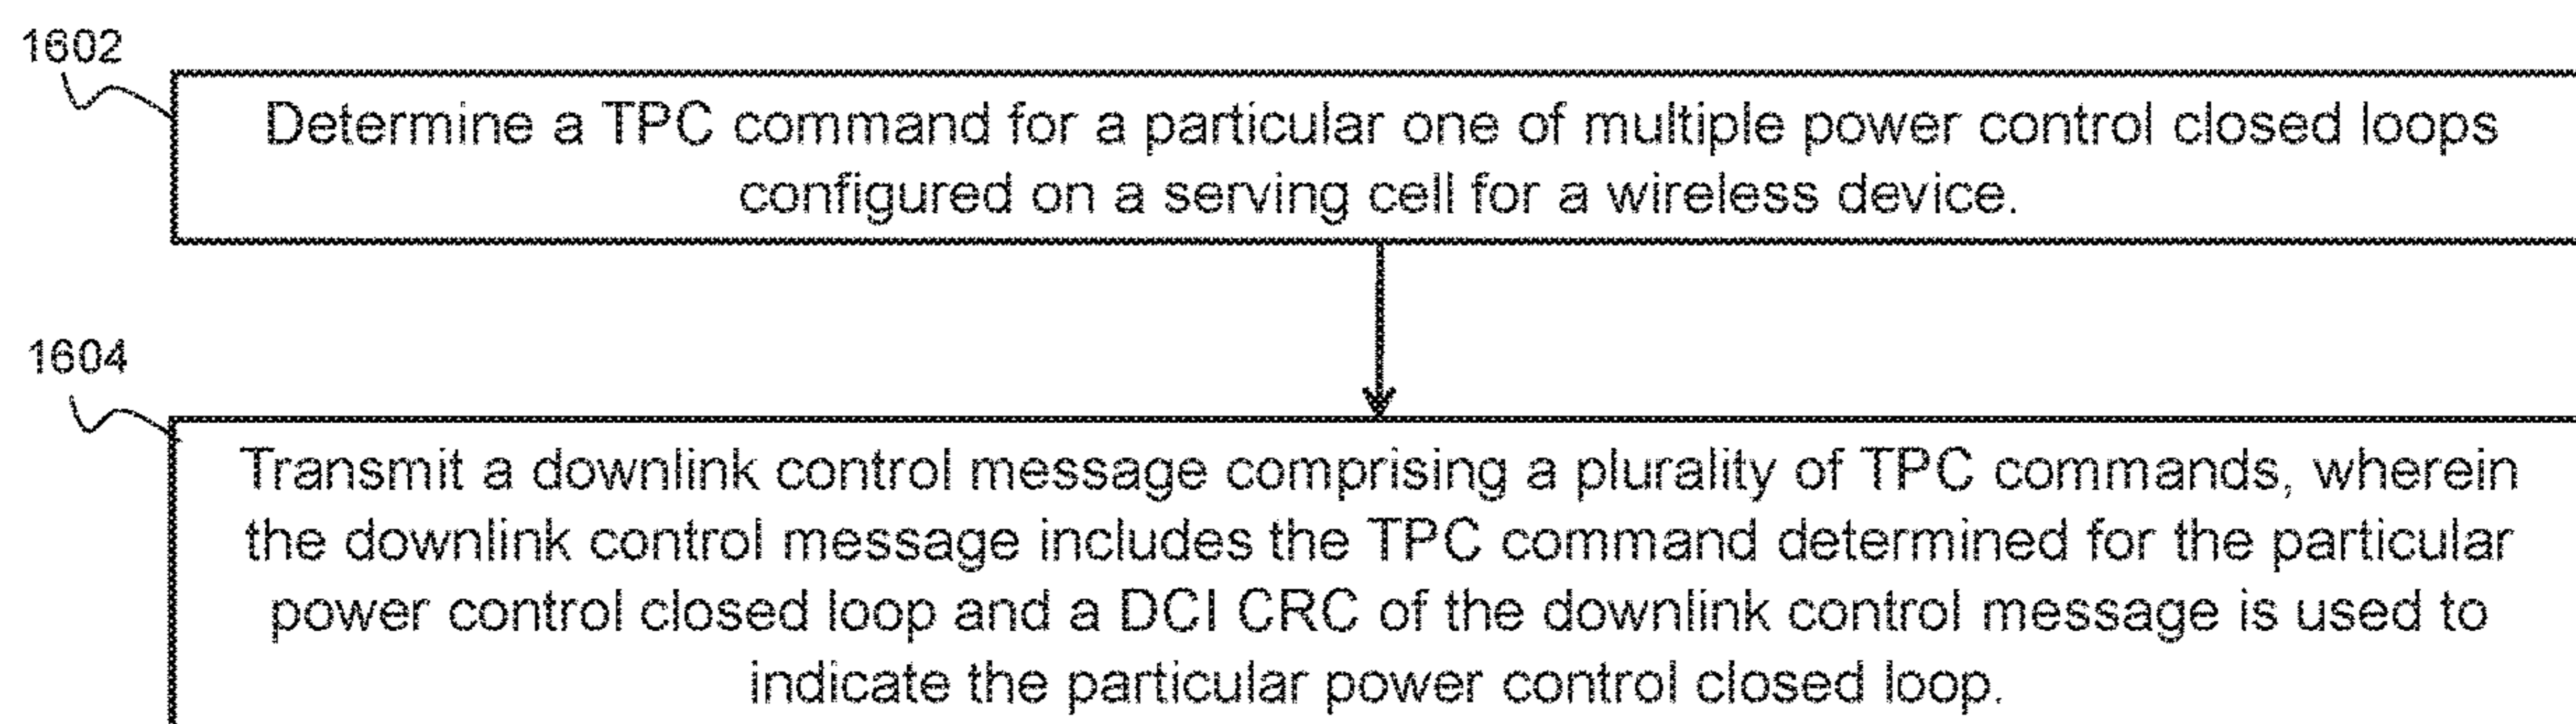 1602
Determine a TPC command for a particular one of multiple power control closed loops
configured on a serving cell for a wireless device.
1604
Transmit a downlink control message comprising a plurality of TPC commands, wherein
the downlink control message includes the TPC command determined for the particular
power control closed loop and a DCI CRC of the downlink control message is used to
indicate the particular power control closed loop.